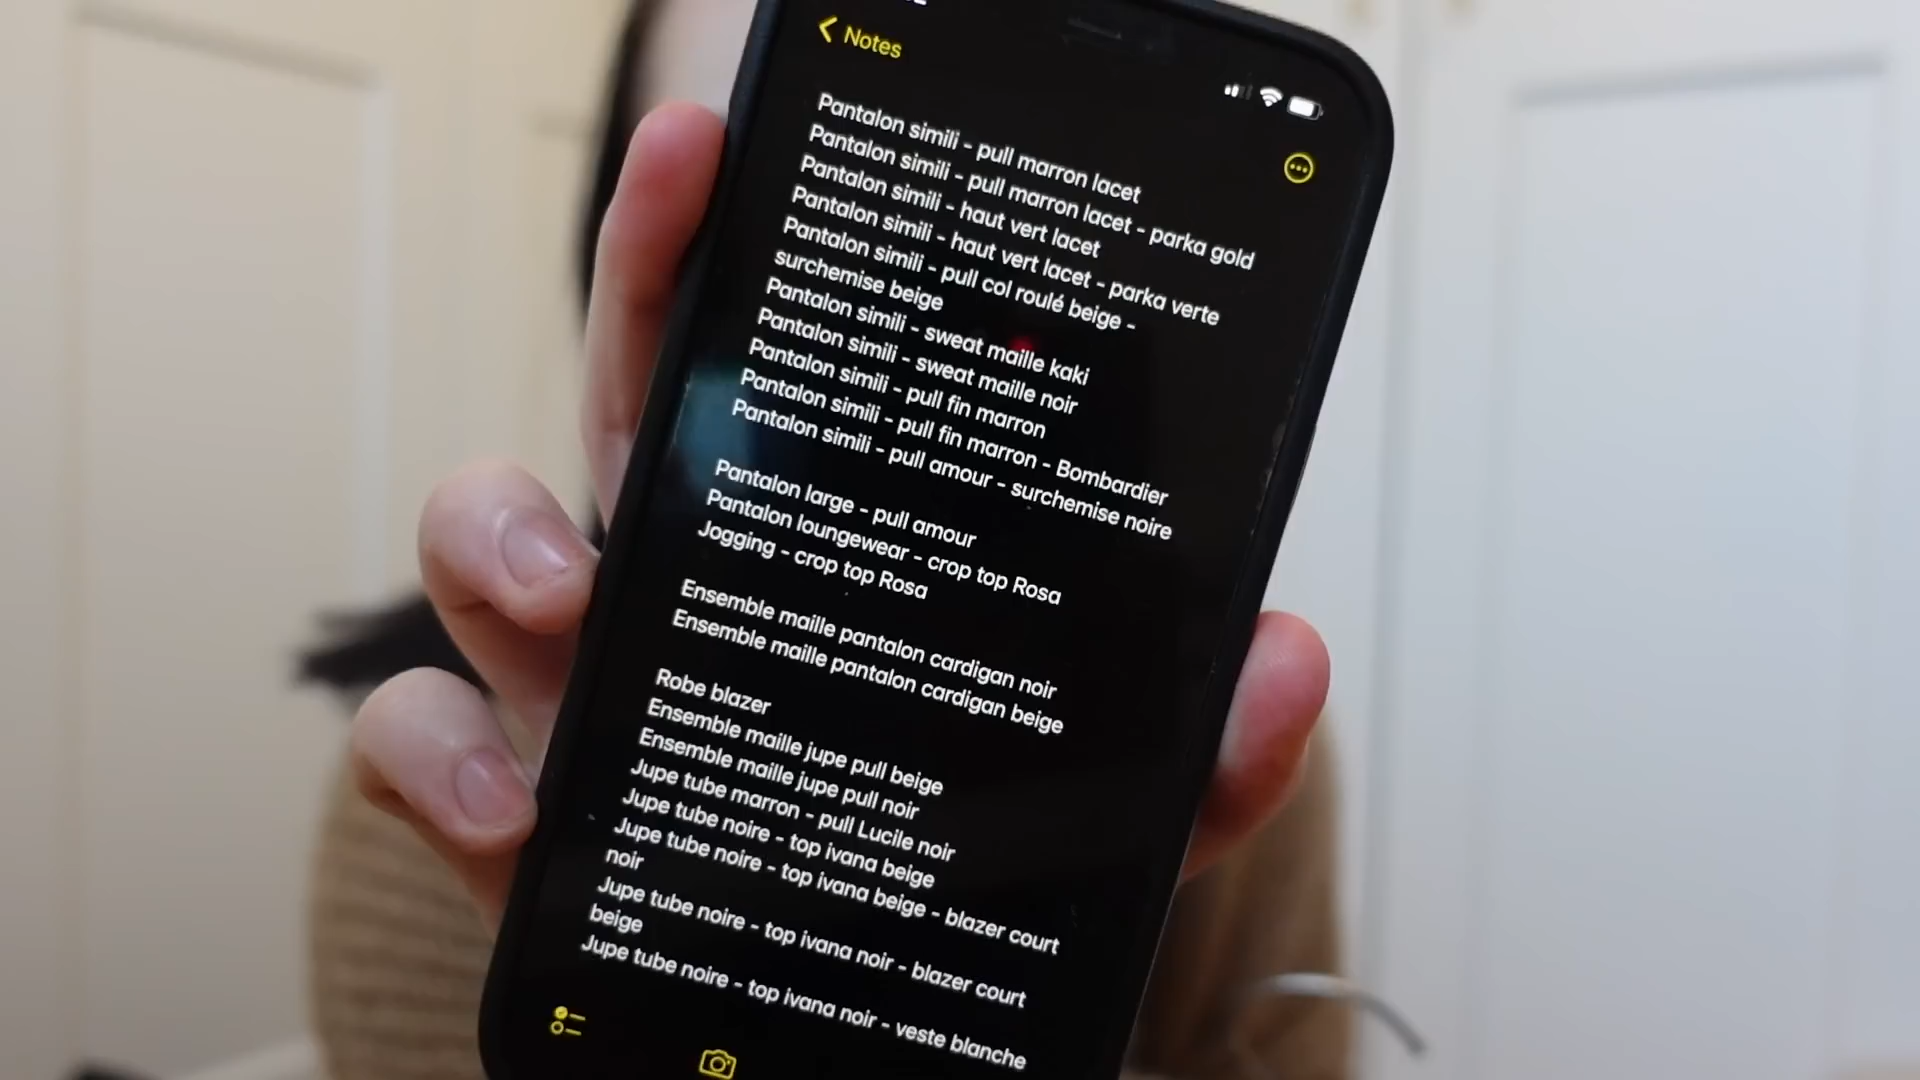 Notes
Pantalon simili - pull marron lacet
Pantalon simili - pull marron lacet - parka gold
Pantalon simili - haut vert lacet
Pantalon simili - haut vert lacet - parka verte
Pantalon simili - pull col roulé beige -
surchemise beige
Pantalon simili - sweat maille kaki
Pantalon simili - sweat maille noir
Pantalon simili - pull fin marron
Pantalon simili - pull fin marron - Bombardier
Pantalon simili - pull amour - surchemise noire
Pantalon large - pull amour
Pantalon loungewear - crop top Rosa
Jogging - crop top Rosa
Ensemble maille pantalon cardigan noir
Ensemble maille pantalon cardigan beige
Robe blazer
Ensemble maille jupe pull beige
Ensemble maille jupe pull noir
Jupe tube marron - pull Lucile noir
Jupe tube noire - top ivana beige
Jupe tube noire - top ivana beige - blazer court
noir
Jupe tube noire - top ivana noir - blazer court
beige
Jupe tube noire - top ivana noir - veste blanche